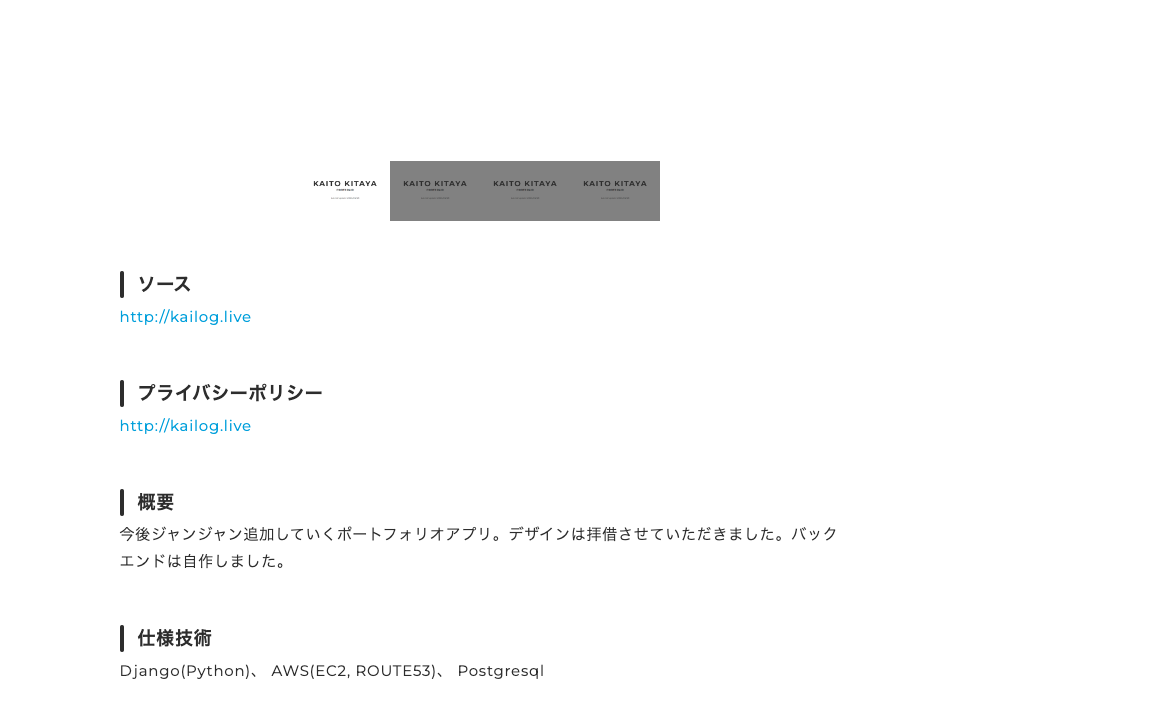 KAITO KITAYA KAITO KITAYA KAITO KITAYA KAITO KITAYA
ソース
http://kailog.live
プライバシーポリシー
http://kailog.live
概要
今後ジャンジャン追加していくポートフォリオアプリ。デザインは拝借させていただきました。バック
エンドは自作しました。
仕様技術
Django(Python)、 AWS(EC2, ROUTE53)、 Postgresql